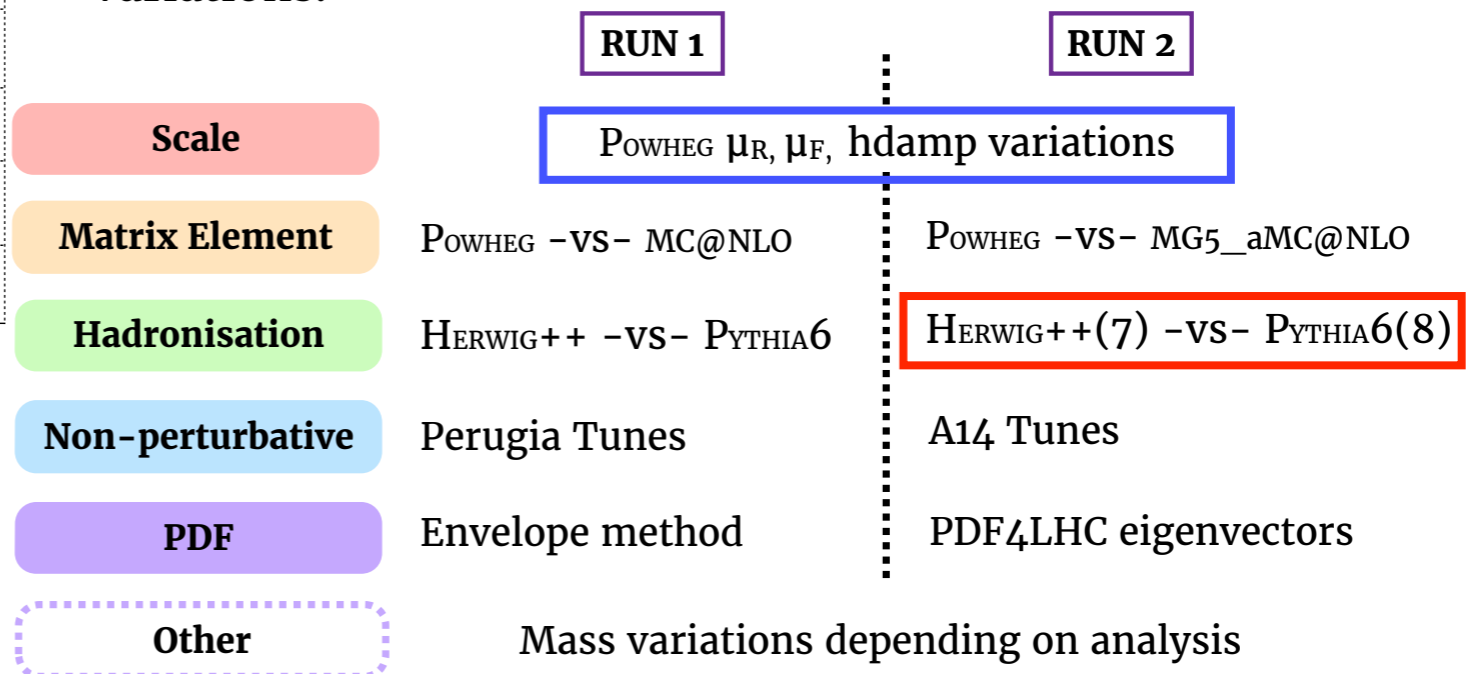 RUN 1 RUN 2
Scale Powheg μR, μF, hdamp variations
Matrix Element Powheg -vs- MC@NLO Powheg -vs- MG5_aMC@NLO
Hadronisation Herwig++ -vs- Pythia6 Herwig++(7) -vs- Pythia6(8)
Non-perturbative Perugia Tunes A14 Tunes
PDF Envelope method PDF4LHC eigenvectors
Other Mass variations depending on analysis